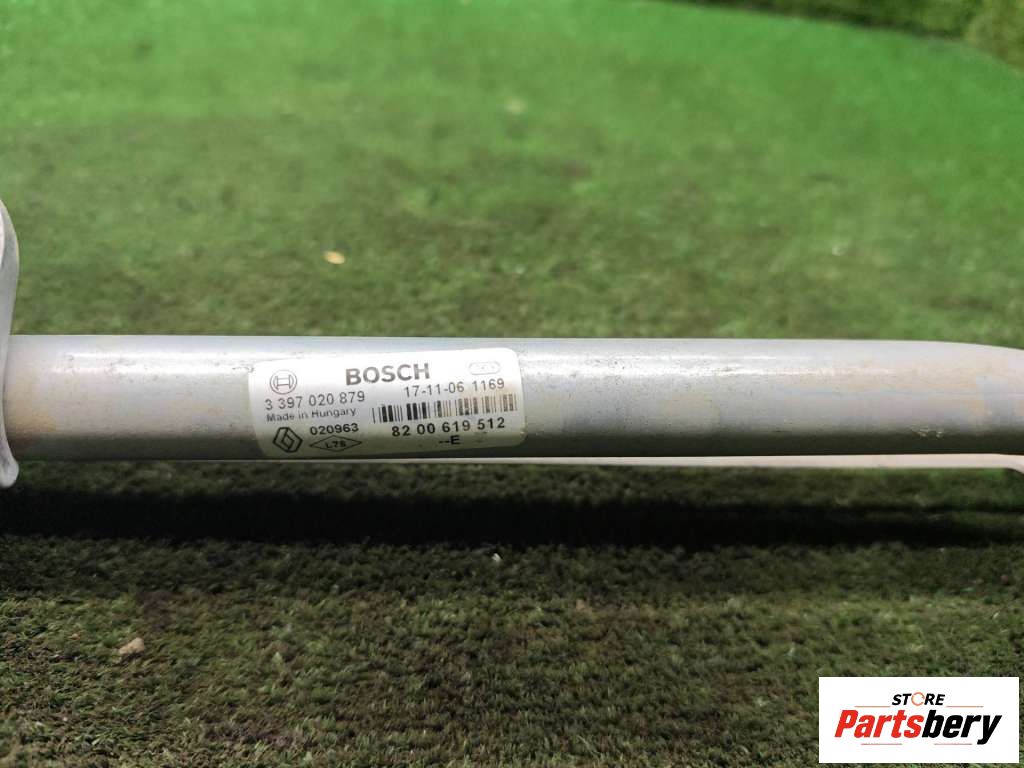 BOSCH
3 397 020 879 17-11-06 1169
Made in Hungary
020963 82 00 619 512
--E
STORE
Partsbery